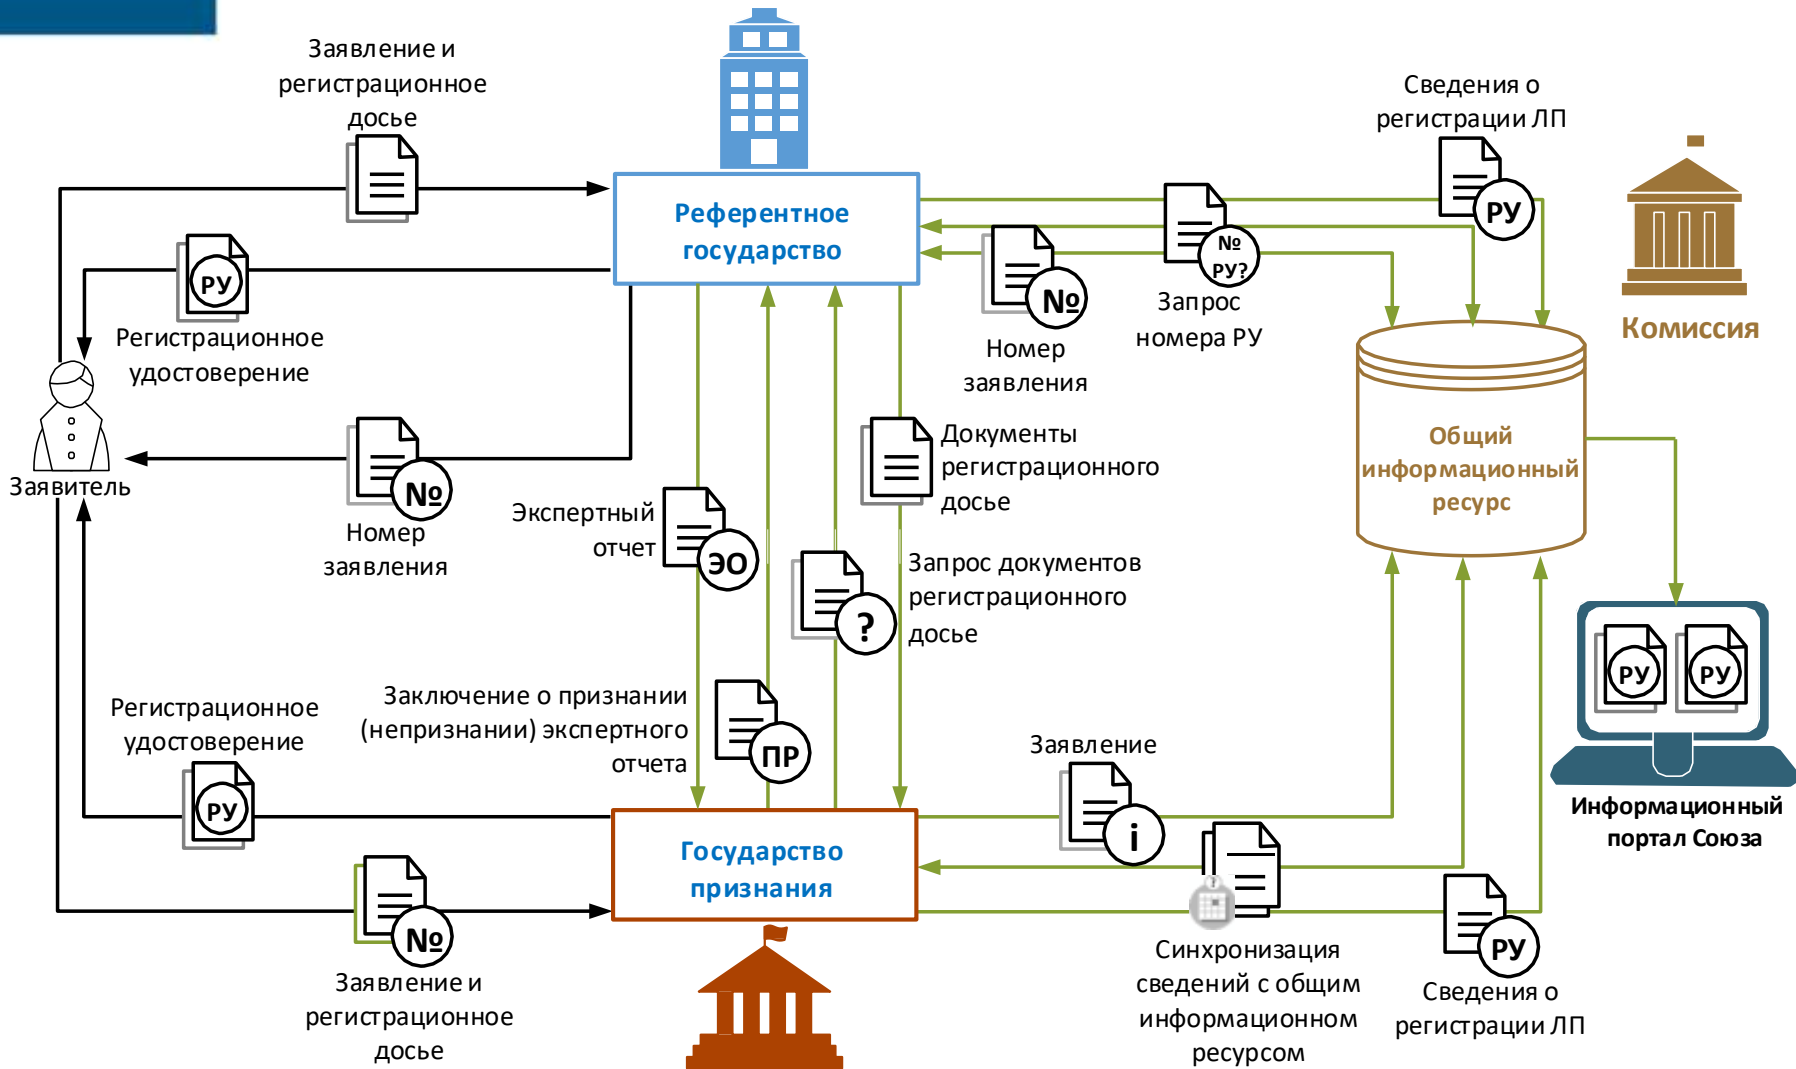 Заявление и
регистрационное
досье
Сведения о
регистрации ЛП
РУ
Референтное
государство
№
РУ?
РУ
№
Запрос
номера РУ
Комиссия
Регистрационное
удостоверение
Номер
заявления
Заявитель
№
Номер
заявления
Документы
регистрационного
досье
Общий
информационный
ресурс
Экспертный
отчет
ЭО
Запрос документов
регистрационного
досье
?
РУ
РУ
Заключение о признании
(непризнании) экспертного
отчета
ПР
Регистрационное
удостоверение
РУ
Заявление
i
Информационный
портал Союза
Государство
признания
№
Заявление и
регистрационное
досье
?
Синхронизация
сведений с общим
информационном
ресурсом
РУ
Сведения о
регистрации ЛП